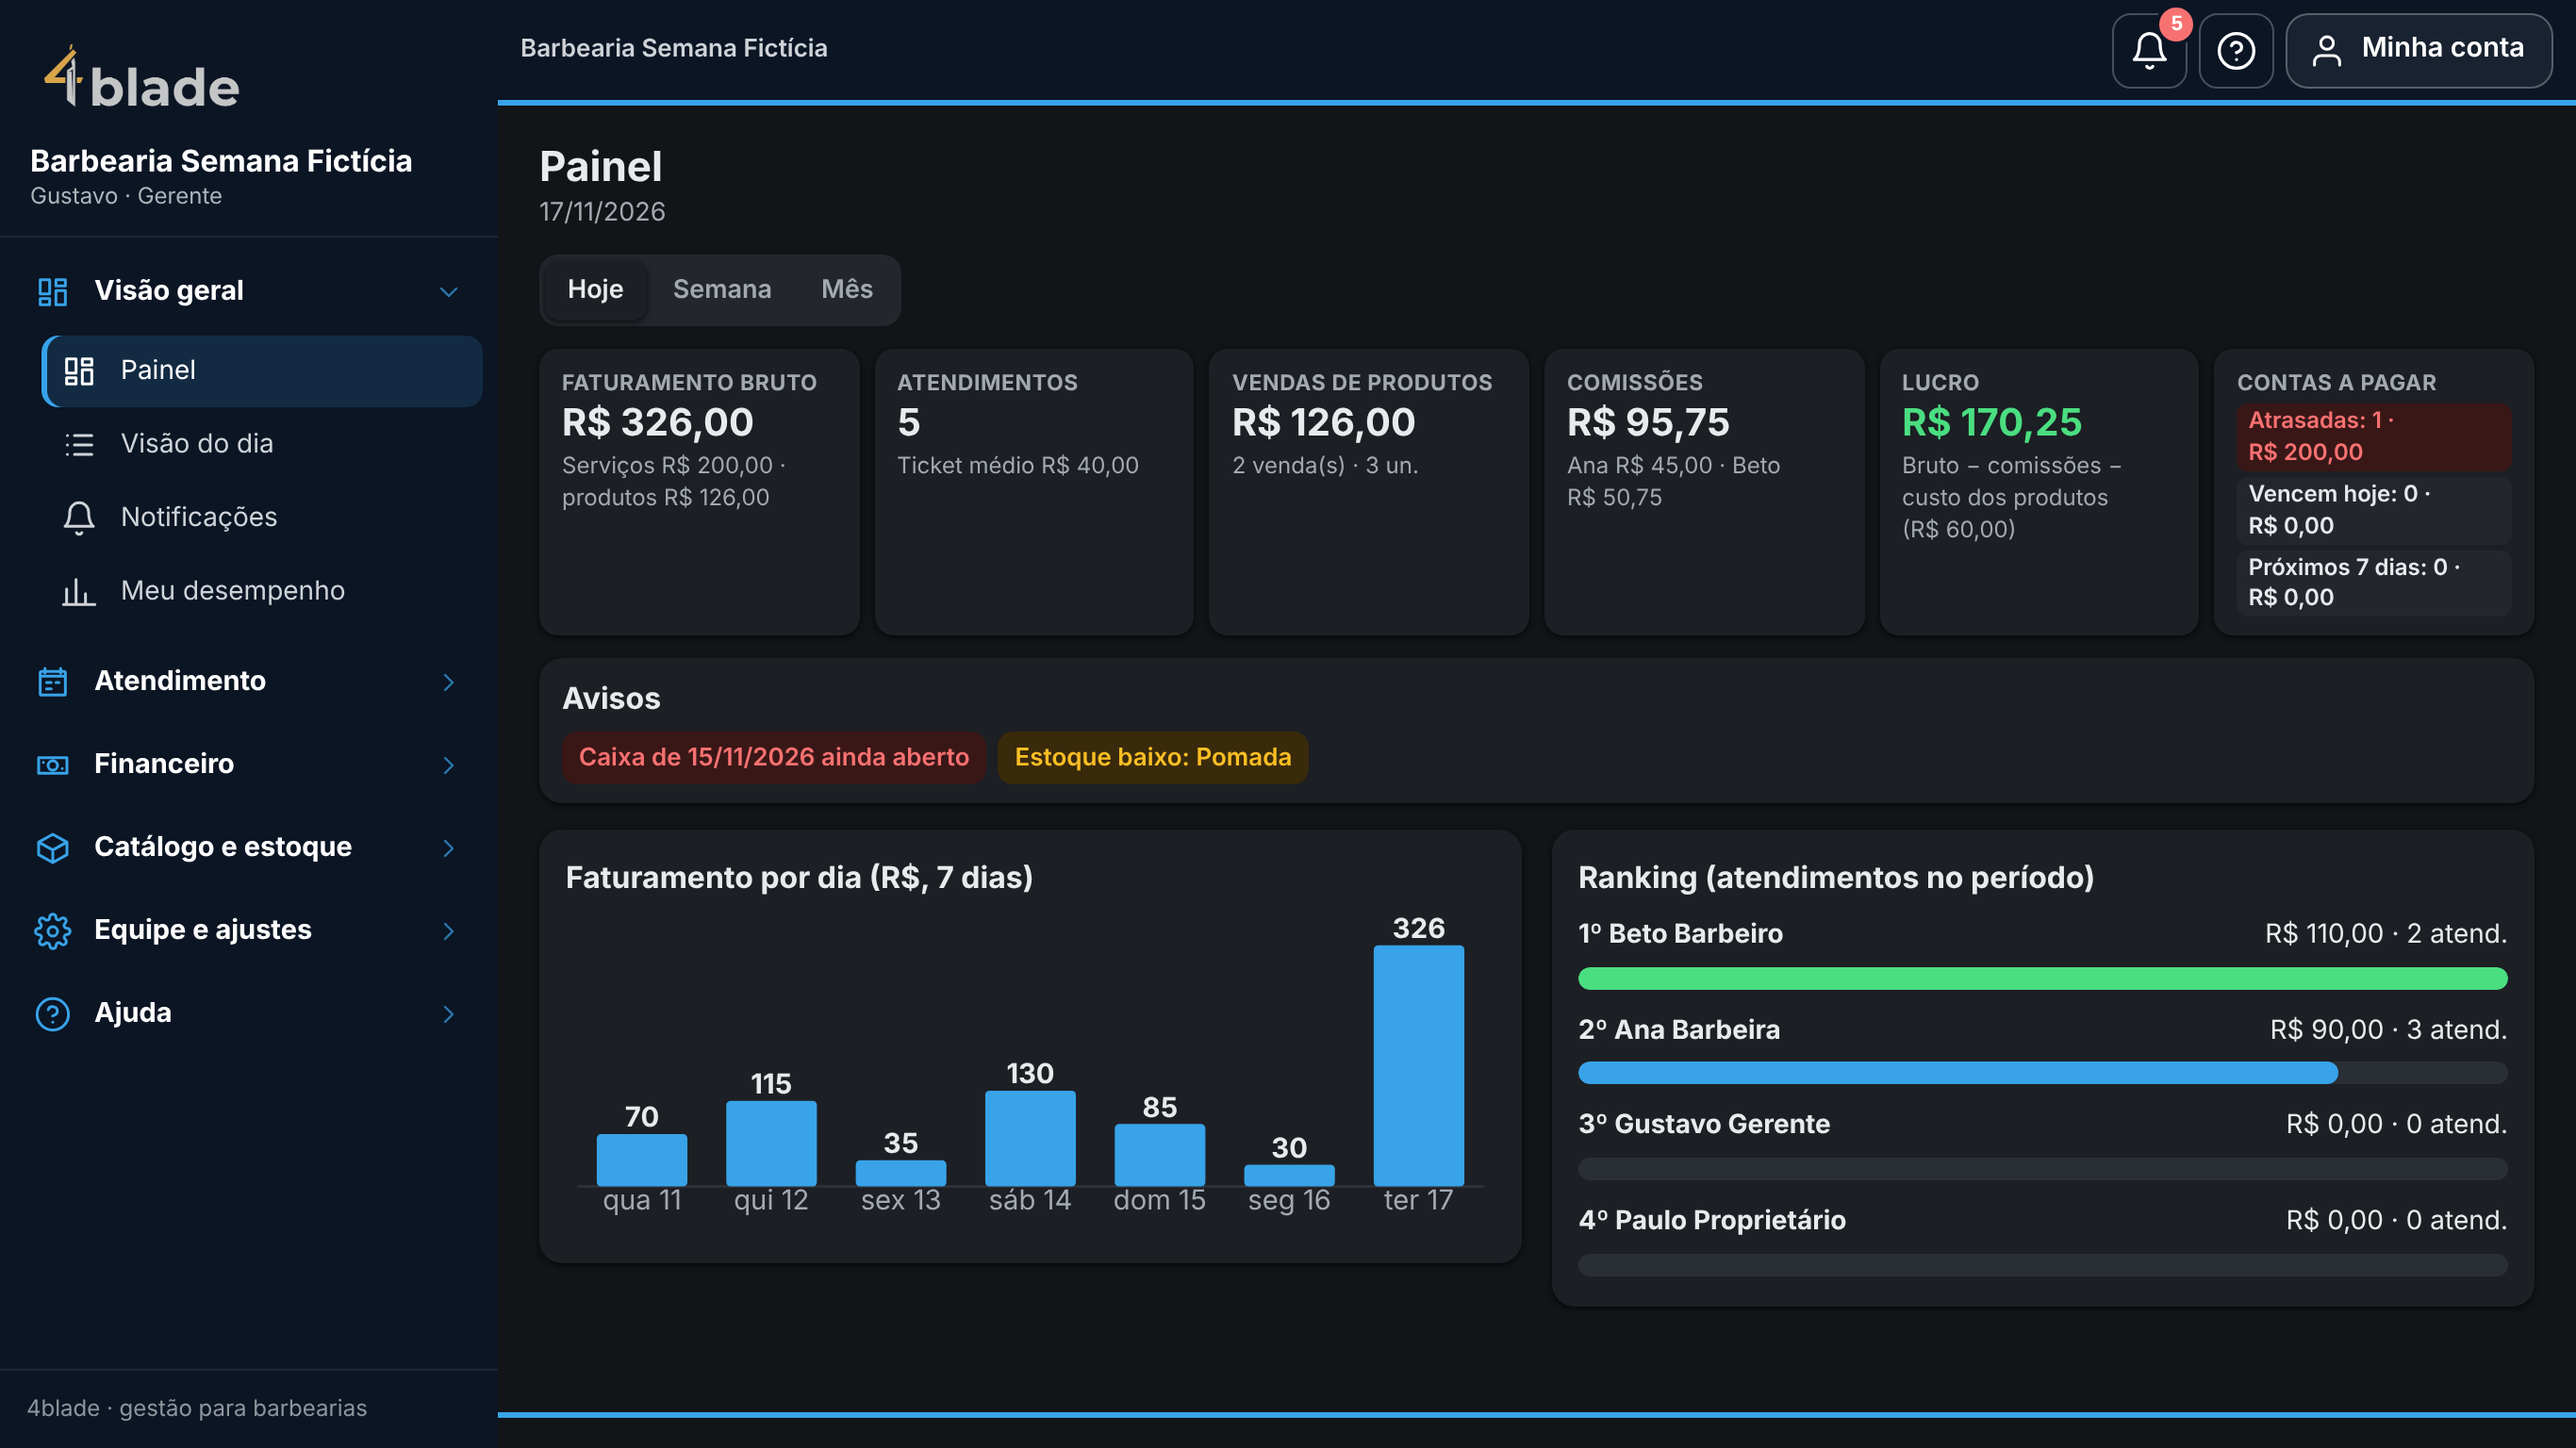 4blade
Barbearia Semana Fictícia
Gustavo · Gerente
Visão geral
Painel
Visão do dia
Notificações
Meu desempenho
Atendimento
Financeiro
Catálogo e estoque
Equipe e ajustes
Ajuda
4blade · gestão para barbearias
Barbearia Semana Fictícia
5
Minha conta
Painel
17/11/2026
Hoje
Semana
Mês
FATURAMENTO BRUTO
R$ 326,00
Serviços R$ 200,00 ·
produtos R$ 126,00
ATENDIMENTOS
5
Ticket médio R$ 40,00
VENDAS DE PRODUTOS
R$ 126,00
2 venda(s) · 3 un.
COMISSÕES
R$ 95,75
Ana R$ 45,00 · Beto
R$ 50,75
LUCRO
R$ 170,25
Bruto − comissões −
custo dos produtos
(R$ 60,00)
CONTAS A PAGAR
Atrasadas: 1 ·
R$ 200,00
Vencem hoje: 0 ·
R$ 0,00
Próximos 7 dias: 0 ·
R$ 0,00
Avisos
Caixa de 15/11/2026 ainda aberto
Estoque baixo: Pomada
Faturamento por dia (R$, 7 dias)
70
115
35
130
85
30
326
qua 11
qui 12
sex 13
sáb 14
dom 15
seg 16
ter 17
Ranking (atendimentos no período)
1º Beto Barbeiro
R$ 110,00 · 2 atend.
2º Ana Barbeira
R$ 90,00 · 3 atend.
3º Gustavo Gerente
R$ 0,00 · 0 atend.
4º Paulo Proprietário
R$ 0,00 · 0 atend.